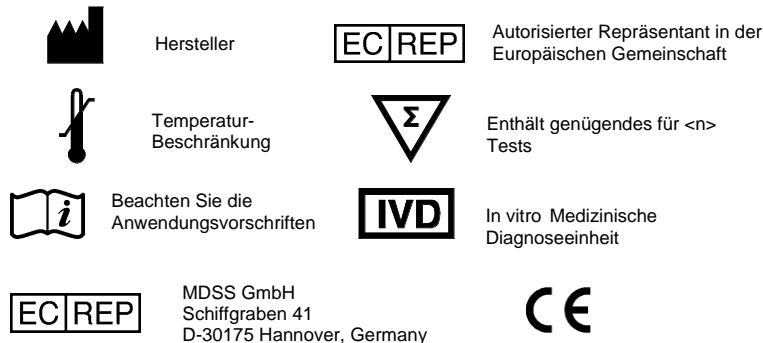 Hersteller
EC REP
Autorisierter Repräsentant in der
Europäischen Gemeinschaft
Temperatur-
Beschränkung
Σ
Enthält genügendes für <n>
Tests
i
Beachten Sie die
Anwendungsvorschriften
IVD
In vitro Medizinische
Diagnoseeinheit
EC REP
MDSS GmbH
Schiffgraben 41
D-30175 Hannover, Germany
CE